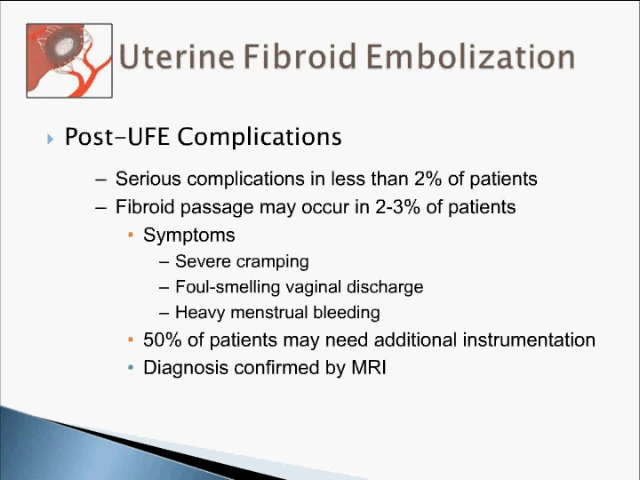 Uterine Fibroid Embolization
Post-UFE Complications
– Serious complications in less than 2% of patients
– Fibroid passage may occur in 2-3% of patients
• Symptoms
– Severe cramping
– Foul-smelling vaginal discharge
– Heavy menstrual bleeding
• 50% of patients may need additional instrumentation
• Diagnosis confirmed by MRI